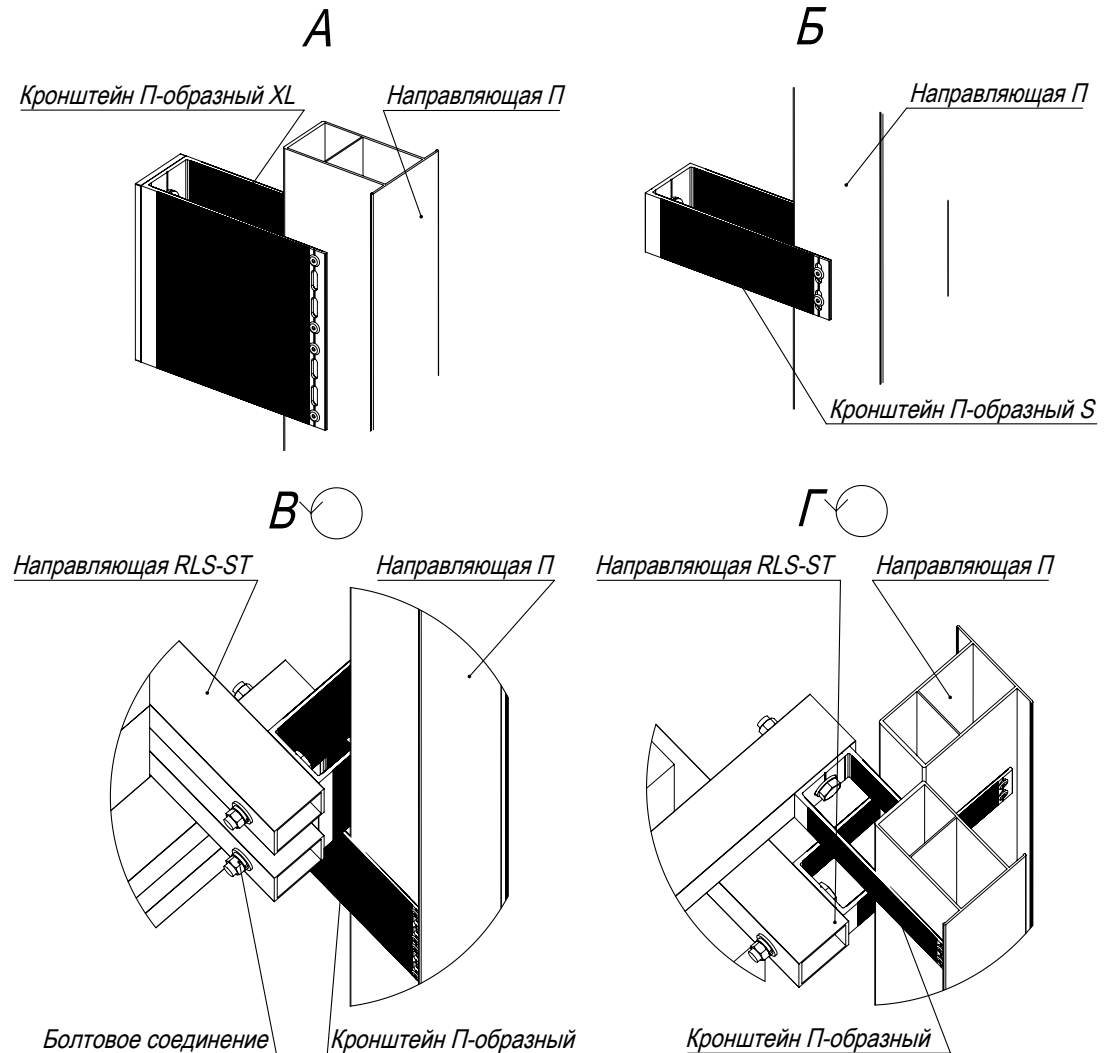 А
Б
Кронштейн П-образный XL
Направляющая П
Направляющая П
Кронштейн П-образный S
В
Г
Направляющая RLS-ST
Направляющая П
Направляющая RLS-ST
Направляющая П
Болтовое соединение
Кронштейн П-образный
Кронштейн П-образный